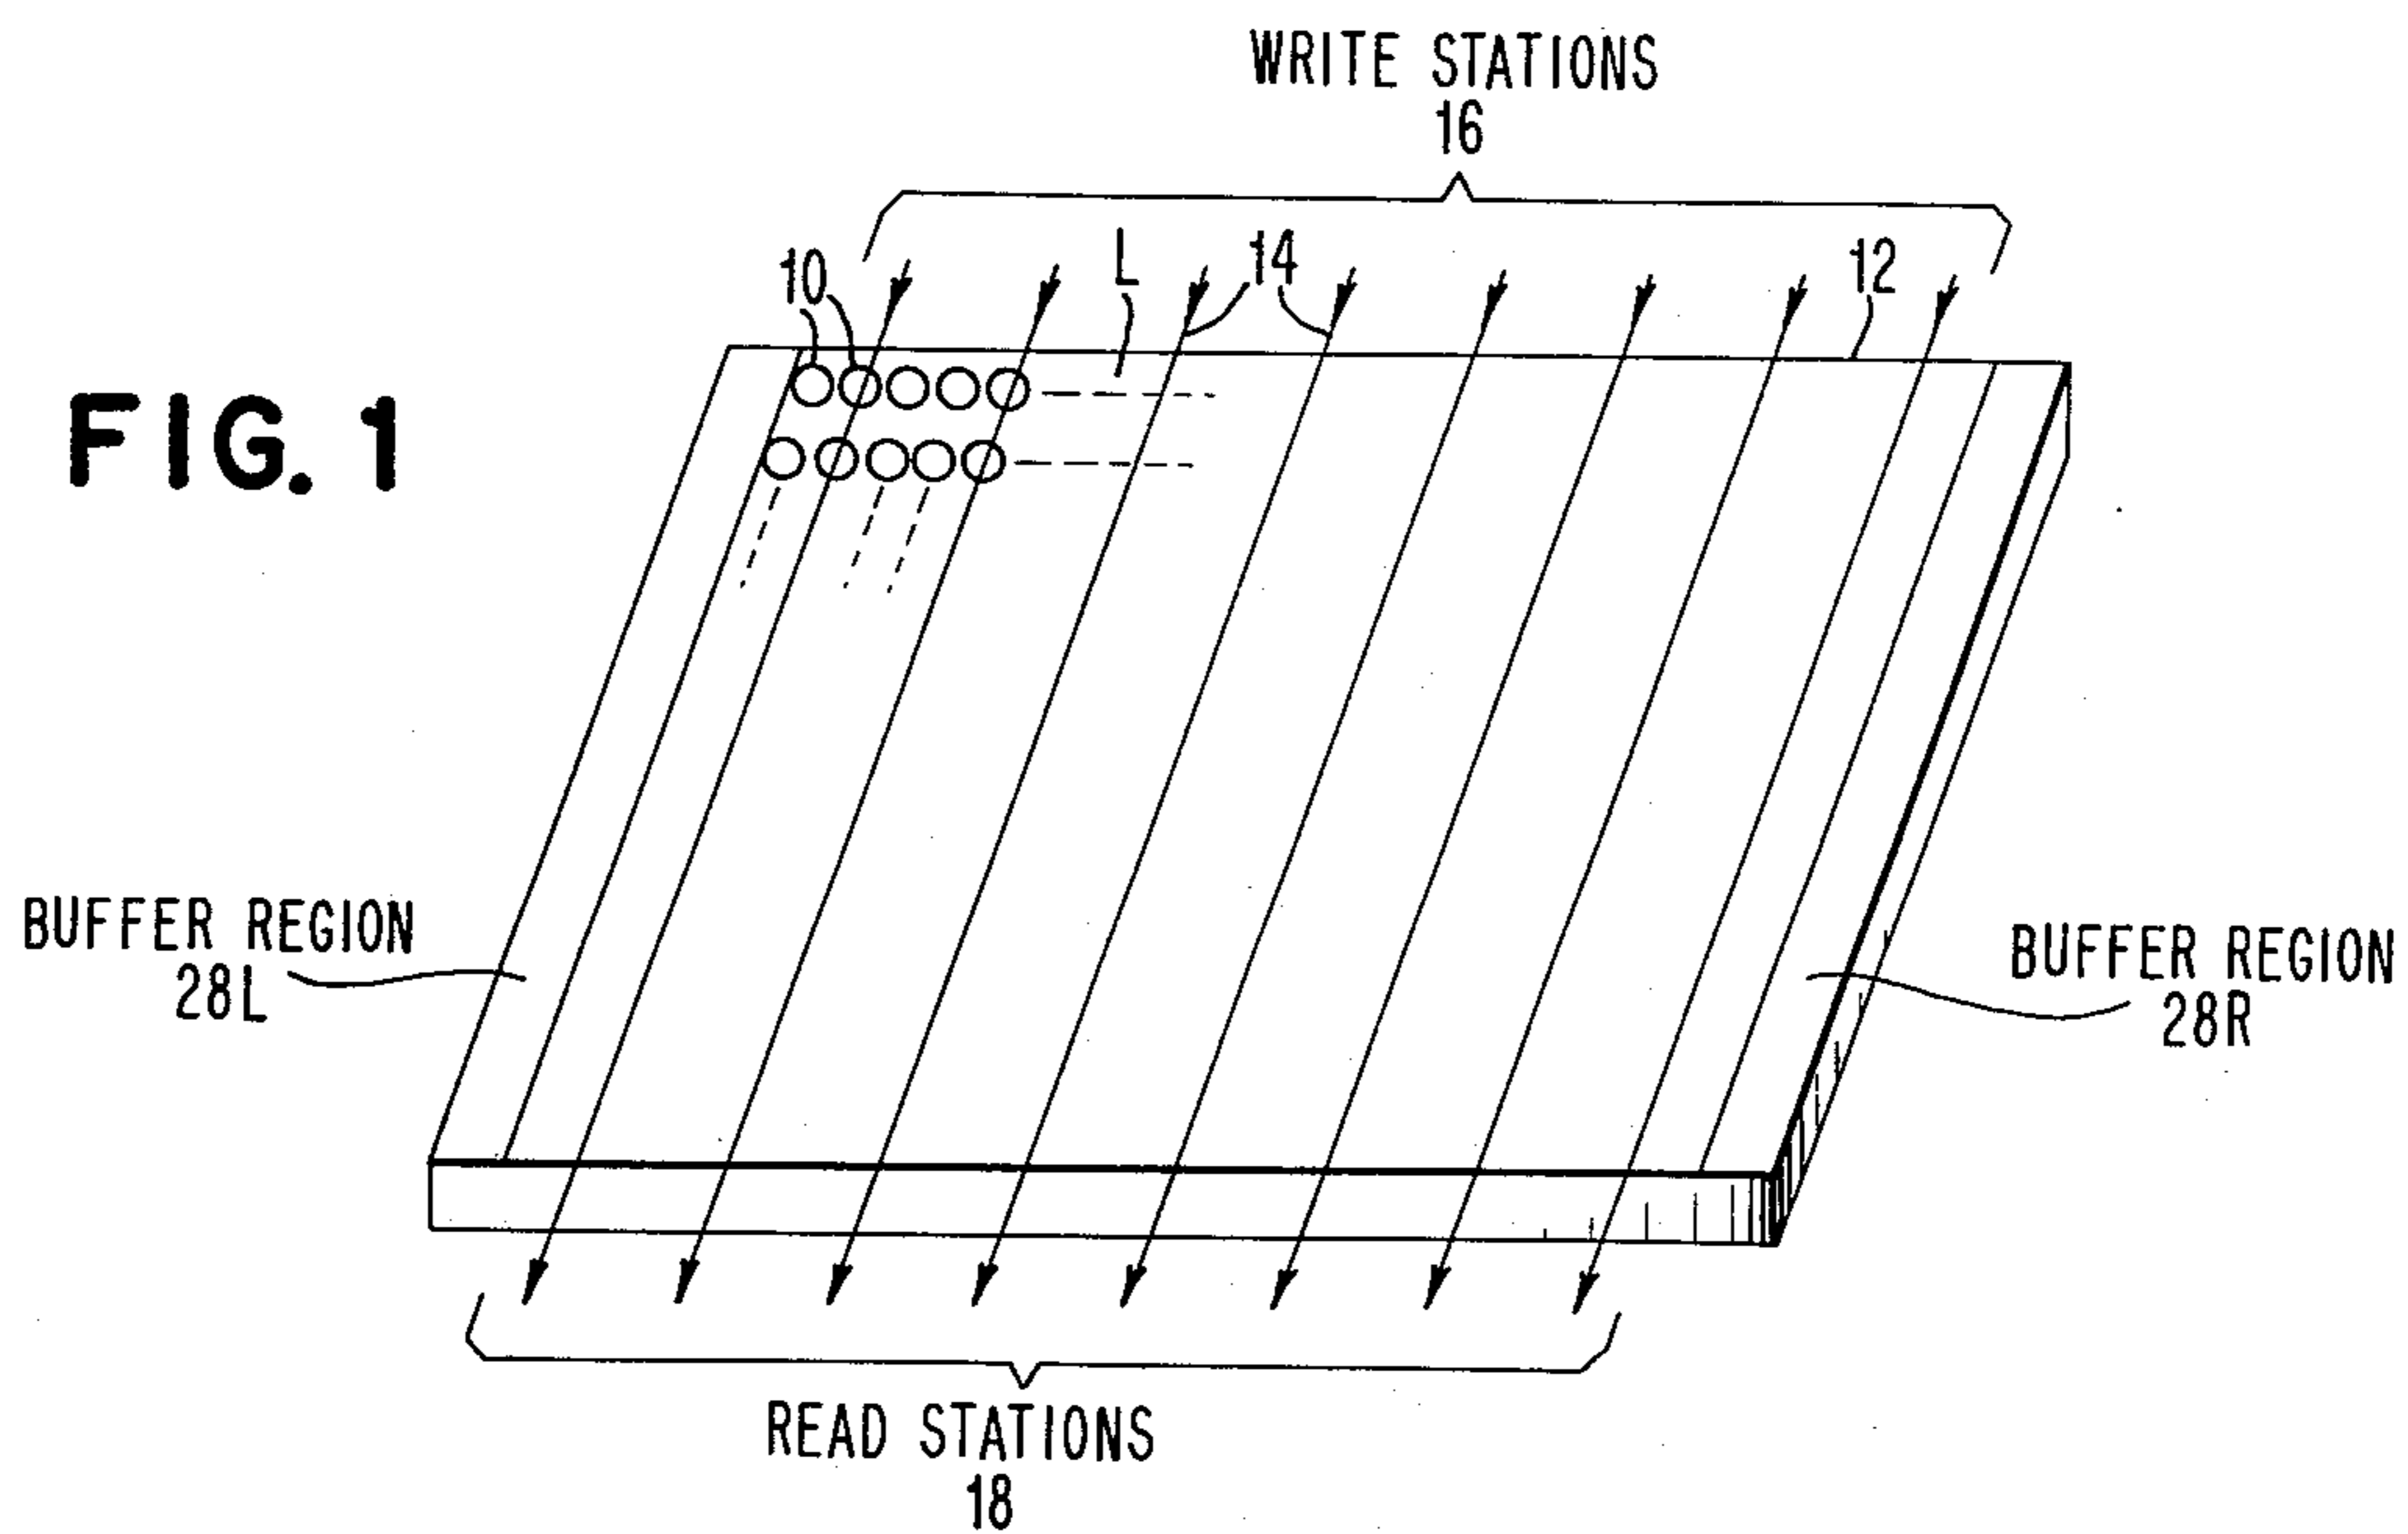 WRITE STATIONS
16
10
L
14
12
FIG. 1
BUFFER REGION
28L
BUFFER REGION
28R
READ STATIONS
18